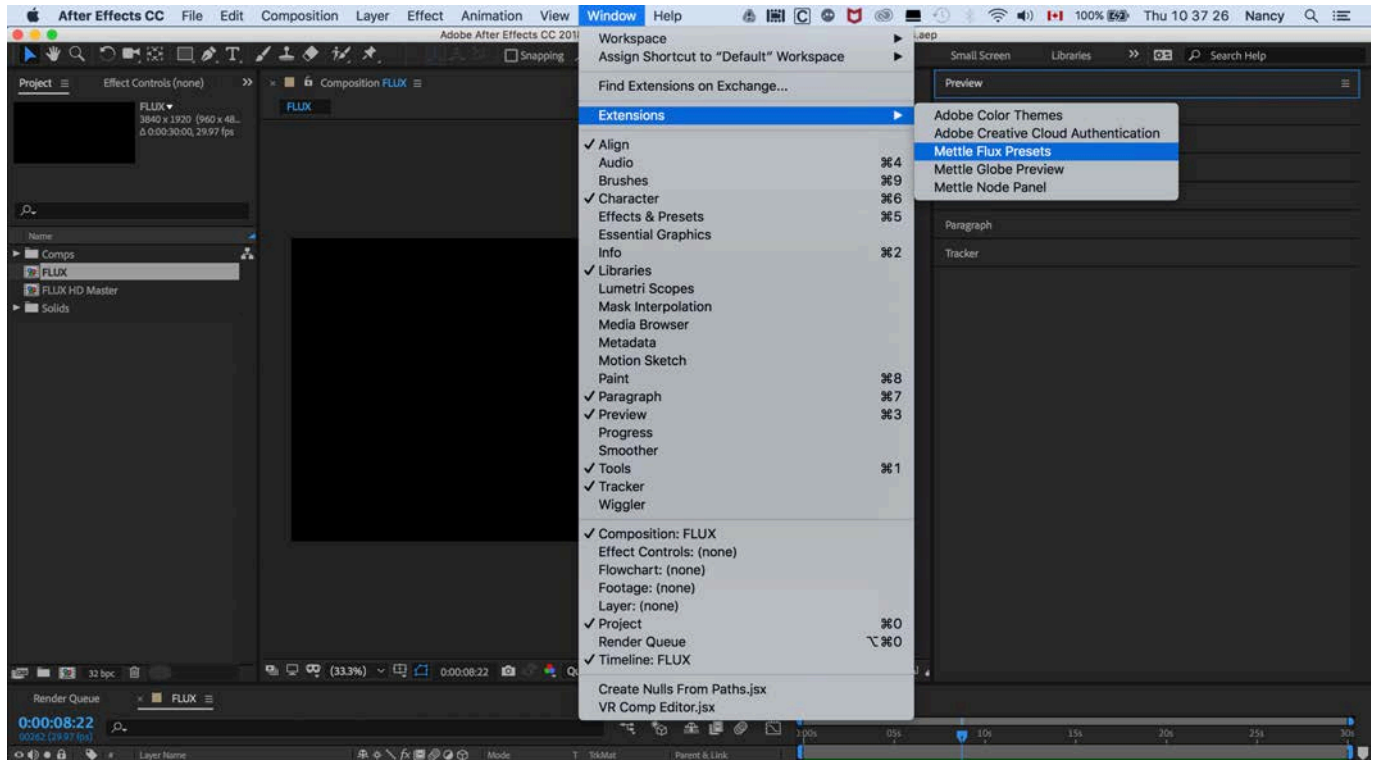 After Effects CC File Edit Composition Layer Effect Animation View Window Help 100% Thu 10 37 26 Nancy
Adobe After Effects CC 201
.aep
Snapping
Small Screen Libraries Search Help
Project Effect Controls (none)
Composition FLUX
FLUX
FLUX
3840 x 1920 (960 x 48...
Δ 0:00:30:00, 29.97 fps
Name
Comps
FLUX
FLUX HD Master
Solids
Workspace
Assign Shortcut to “Default” Workspace
Find Extensions on Exchange...
Extensions
✓ Align
Audio ⌘4
Brushes ⌘9
✓ Character ⌘6
Effects & Presets ⌘5
Essential Graphics
Info ⌘2
✓ Libraries
Lumetri Scopes
Mask Interpolation
Media Browser
Metadata
Motion Sketch
Paint ⌘8
✓ Paragraph ⌘7
✓ Preview ⌘3
Progress
Smoother
✓ Tools ⌘1
✓ Tracker
Wiggler
✓ Composition: FLUX
Effect Controls: (none)
Flowchart: (none)
Footage: (none)
Layer: (none)
✓ Project ⌘0
Render Queue ⌥⌘0
✓ Timeline: FLUX
Create Nulls From Paths.jsx
VR Comp Editor.jsx
Adobe Color Themes
Adobe Creative Cloud Authentication
Mettle Flux Presets
Mettle Globe Preview
Mettle Node Panel
Preview
Paragraph
Tracker
32 bpc
(33.3%) 0:00:08:22
Render Queue FLUX
0:00:08:22
00262 (29.97 fps)
Layer Name Mode T TrkMat Parent & Link
05s 10s 15s 20s 25s 30s